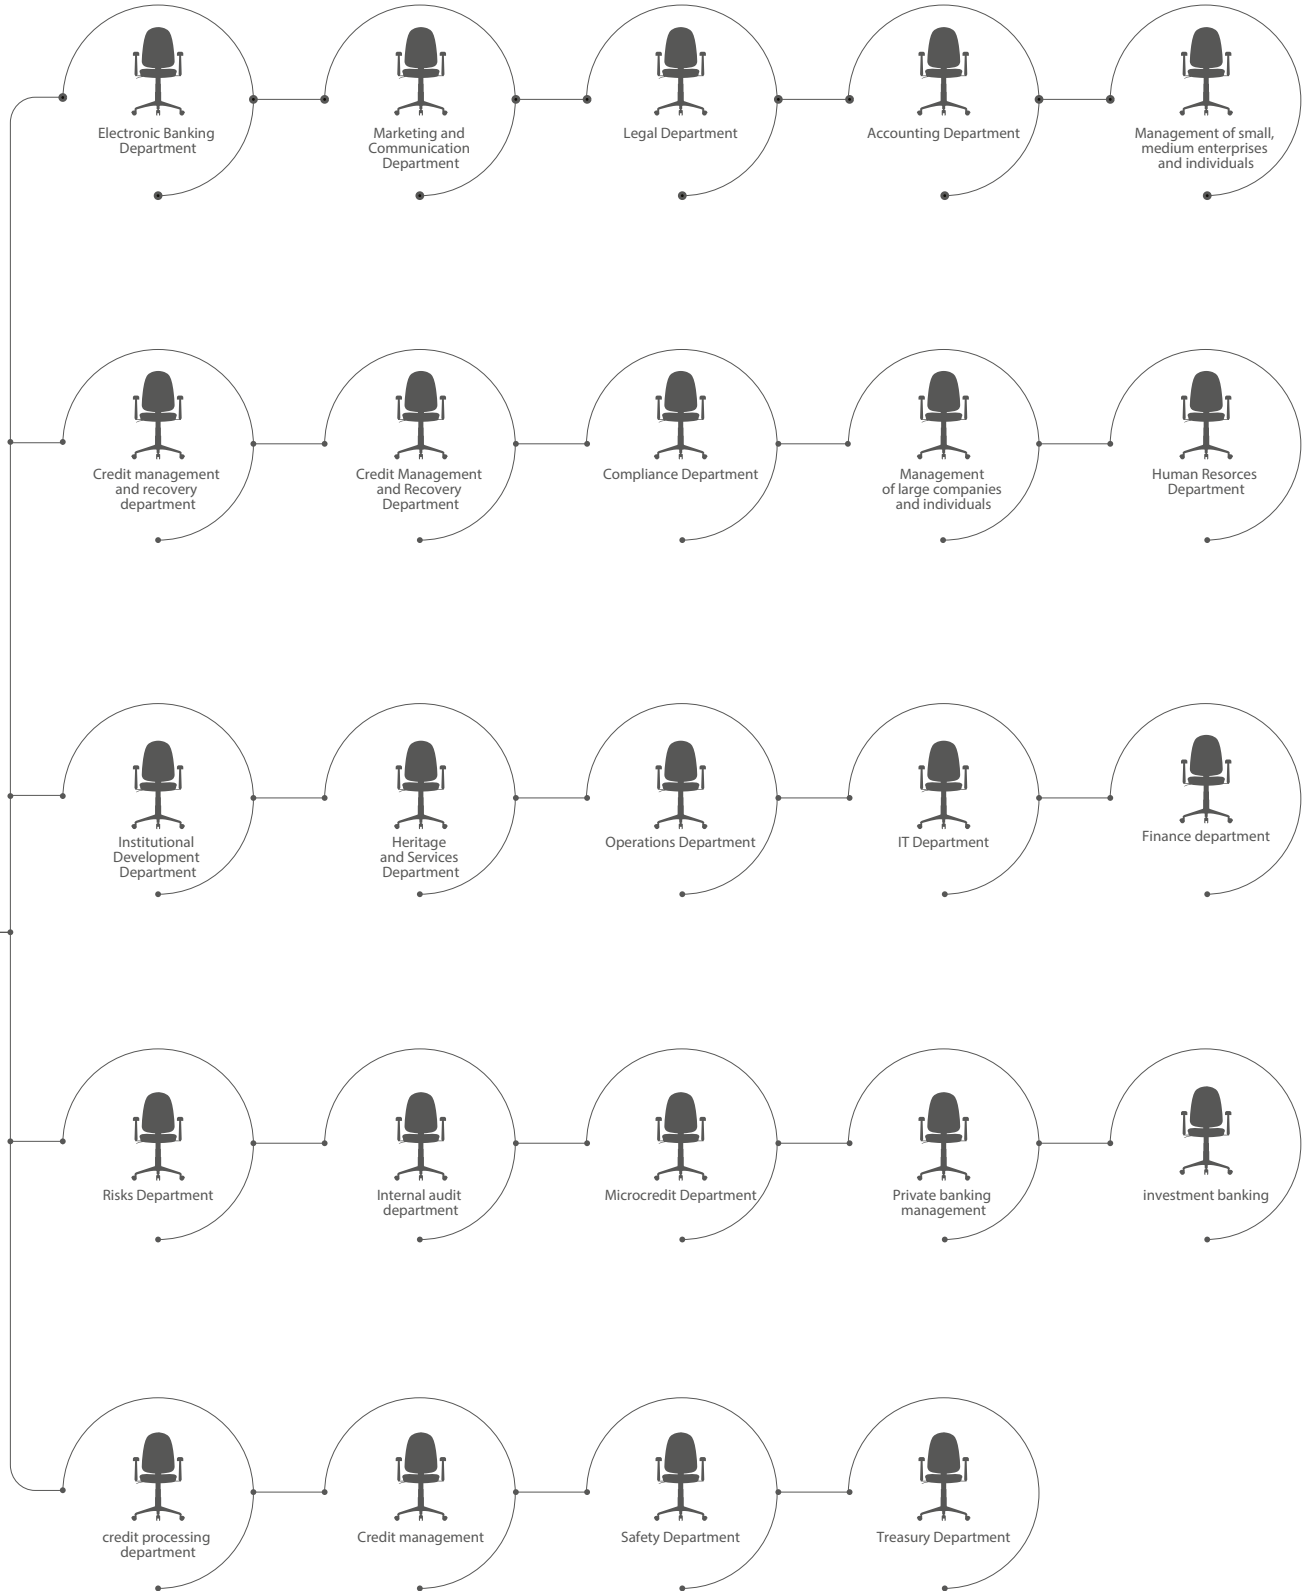 Electronic Banking
Department
Marketing and
Communication
Department
Legal Department
Accounting Department
Management of small,
medium enterprises
and individuals
Credit management
and recovery
department
Credit Management
and Recovery
Department
Compliance Department
Management
of large companies
and individuals
Human Resorces
Department
Institutional
Development
Department
Heritage
and Services
Department
Operations Department
IT Department
Finance department
Risks Department
Internal audit
department
Microcredit Department
Private banking
management
investment banking
credit processing
department
Credit management
Safety Department
Treasury Department